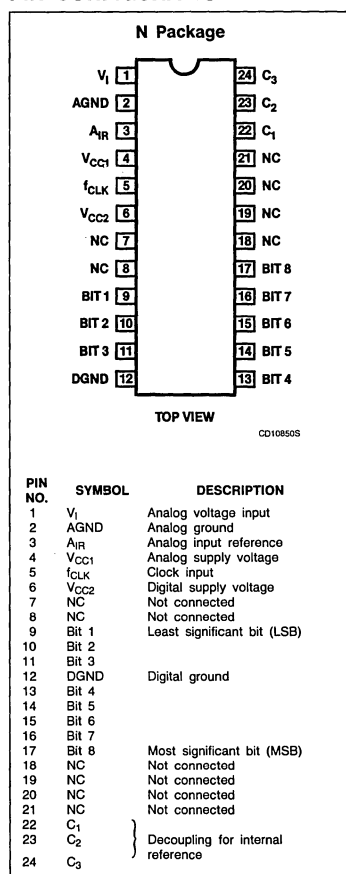 N Package
V_I 1 24 C_3
AGND 2 23 C_2
A_IR 3 22 C_1
V_CC1 4 21 NC
f_CLK 5 20 NC
V_CC2 6 19 NC
NC 7 18 NC
NC 8 17 BIT 8
BIT 1 9 16 BIT 7
BIT 2 10 15 BIT 6
BIT 3 11 14 BIT 5
DGND 12 13 BIT 4
TOP VIEW
CD10850S
PIN NO. SYMBOL DESCRIPTION
1 V_I Analog voltage input
2 AGND Analog ground
3 A_IR Analog input reference
4 V_CC1 Analog supply voltage
5 f_CLK Clock input
6 V_CC2 Digital supply voltage
7 NC Not connected
8 NC Not connected
9 Bit 1 Least significant bit (LSB)
10 Bit 2
11 Bit 3
12 DGND Digital ground
13 Bit 4
14 Bit 5
15 Bit 6
16 Bit 7
17 Bit 8 Most significant bit (MSB)
18 NC Not connected
19 NC Not connected
20 NC Not connected
21 NC Not connected
22 C_1
23 C_2 Decoupling for internal
24 C_3 reference